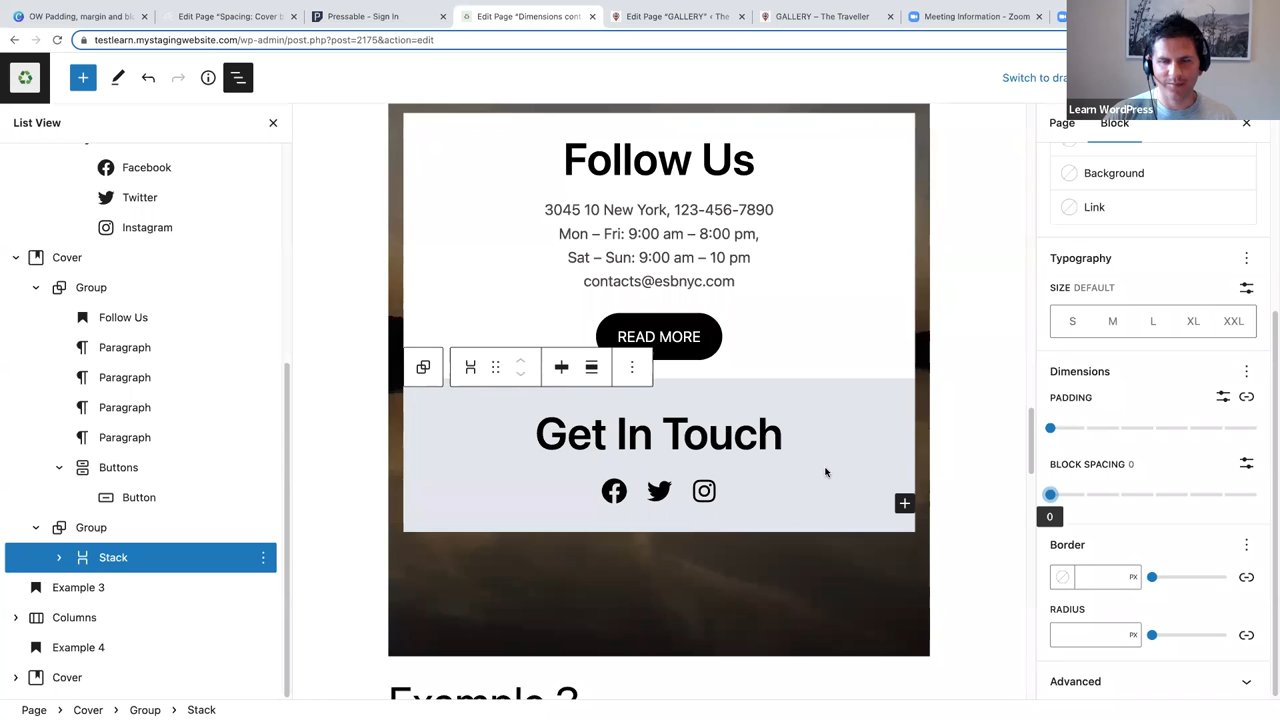 OW Padding, margin and blo
Edit Page "Spacing: Cover b
Pressable - Sign In
Edit Page "Dimensions cont
Edit Page "GALLERY" ‹ The
GALLERY – The Traveller
Meeting Information - Zoom
testlearn.mystagingwebsite.com/wp-admin/post.php?post=2175&action=edit
Switch to dra
Learn WordPress
List View
Facebook
Twitter
Instagram
Cover
Group
Follow Us
Paragraph
Paragraph
Paragraph
Paragraph
Buttons
Button
Group
Stack
Example 3
Columns
Example 4
Cover
Follow Us
3045 10 New York, 123-456-7890
Mon – Fri: 9:00 am – 8:00 pm,
Sat – Sun: 9:00 am – 10 pm
contacts@esbnyc.com
READ MORE
Get In Touch
Page
Block
Background
Link
Typography
SIZE DEFAULT
S M L XL XXL
Dimensions
PADDING
BLOCK SPACING 0
0
Border
PX
RADIUS
PX
Advanced
Page Cover Group Stack